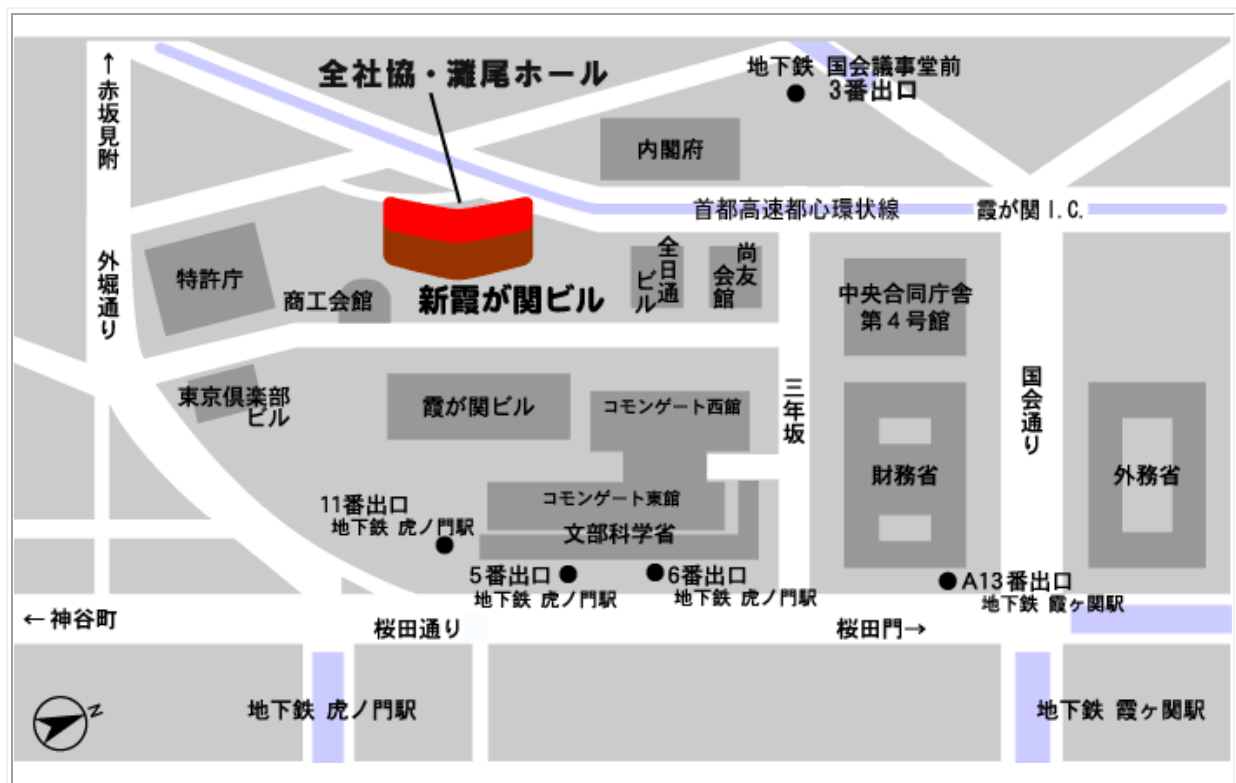 全社協・灘尾ホール
地下鉄 国会議事堂前
3番出口
↑赤坂見附
内閣府
首都高速都心環状線
霞が関 I.C.
外堀通り
特許庁
商工会館
新霞が関ビル
全日通
ビル
尚友
会館
中央合同庁舎
第4号館
東京倶楽部
ビル
霞が関ビル
コモンゲート西館
三年坂
国会通り
財務省
外務省
11番出口
地下鉄 虎ノ門駅
コモンゲート東館
文部科学省
5番出口
地下鉄 虎ノ門駅
6番出口
地下鉄 虎ノ門駅
A13番出口
地下鉄 霞ヶ関駅
←神谷町
桜田通り
桜田門→
地下鉄 虎ノ門駅
地下鉄 霞ヶ関駅
N